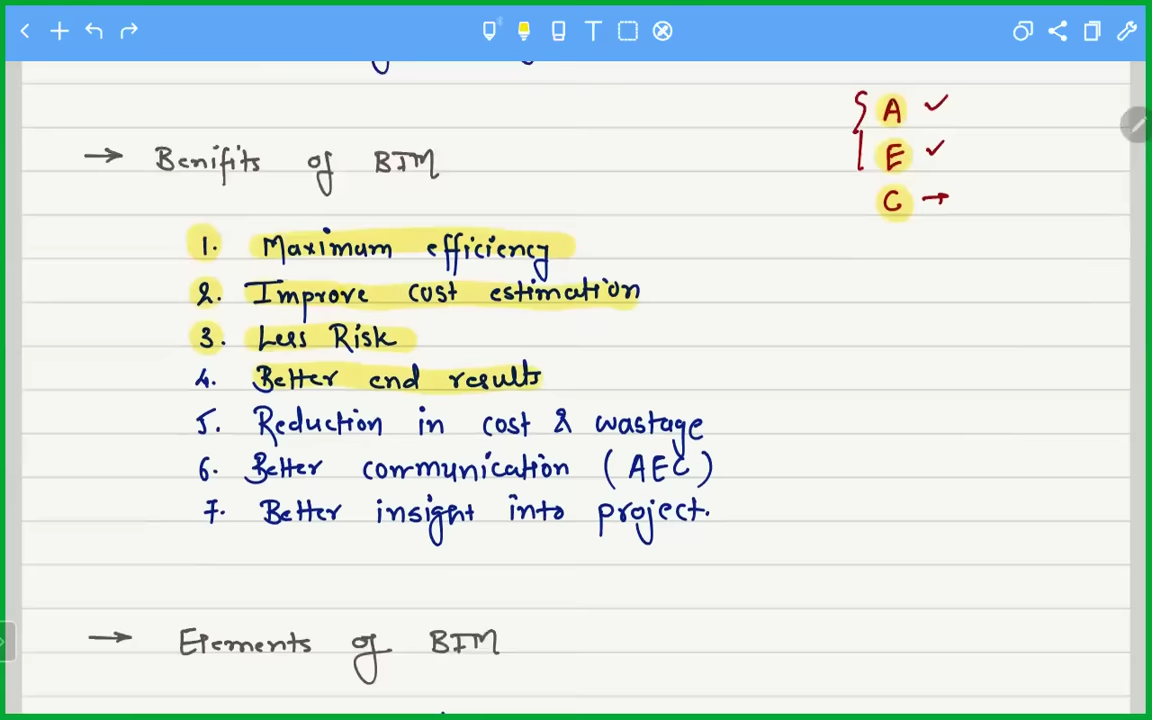 A ✓
E ✓
C →
→ Benifits of BIM
1. Maximum efficiency
2. Improve cost estimation
3. Less Risk
4. Better end results
5. Reduction in cost & wastage
6. Better communication (AEC)
7. Better insight into project.
→ Elements of BIM